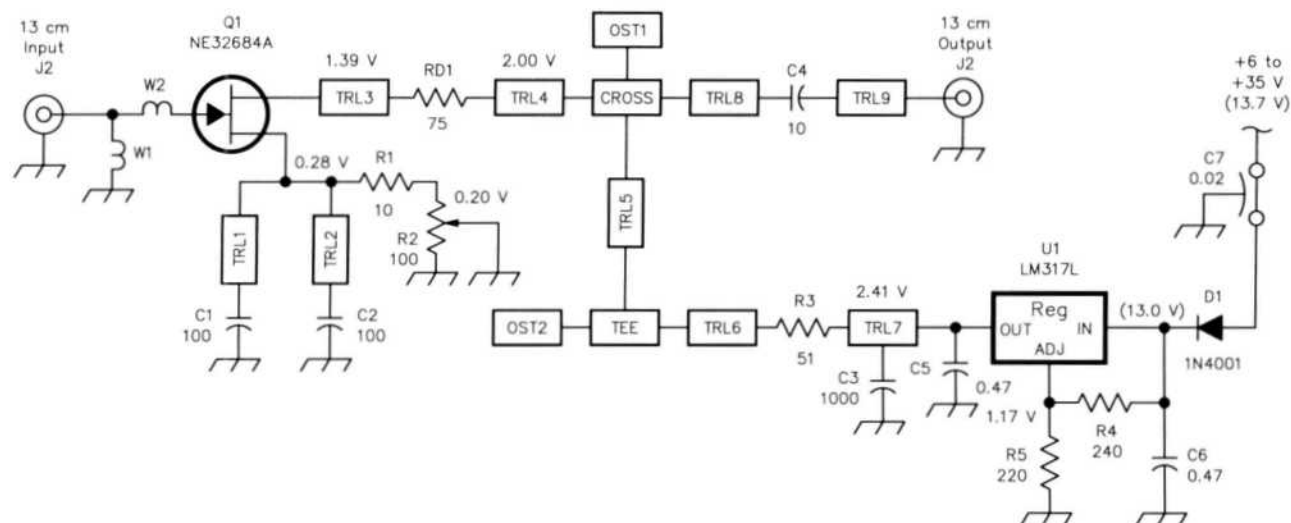 13 cm
Input
J2
W2
W1
Q1
NE32684A
1.39 V
TRL3
RD1
75
2.00 V
TRL4
OST1
CROSS
TRL8
C4
10
TRL9
13 cm
Output
J2
+6 to
+35 V
(13.7 V)
C7
0.02
0.28 V
R1
10
0.20 V
R2
100
TRL1
TRL2
C1
100
C2
100
TRL5
OST2
TEE
TRL6
R3
51
2.41 V
TRL7
C3
1000
C5
0.47
U1
LM317L
Reg
OUT
IN
ADJ
(13.0 V)
D1
1N4001
1.17 V
R4
240
R5
220
C6
0.47